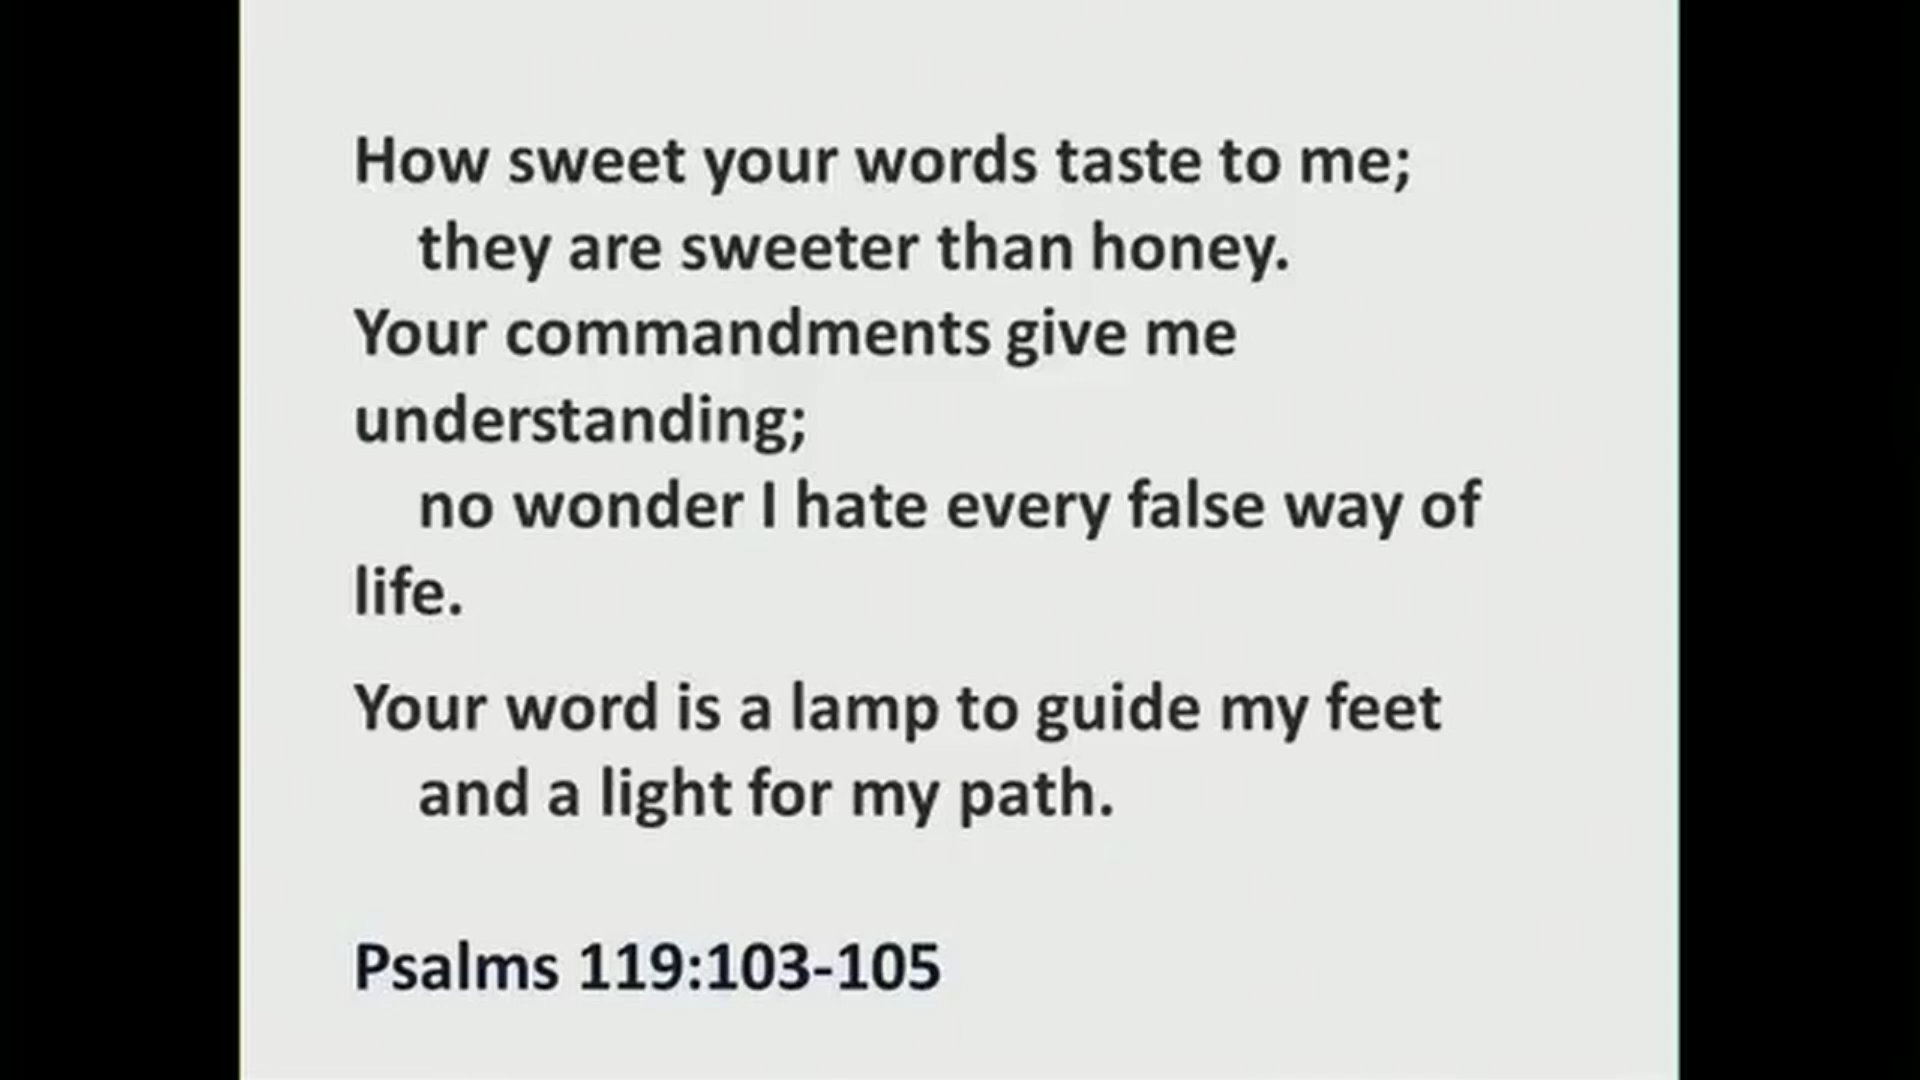 How sweet your words taste to me;
they are sweeter than honey.
Your commandments give me
understanding;
no wonder I hate every false way of
life.
Your word is a lamp to guide my feet
and a light for my path.
Psalms 119:103-105